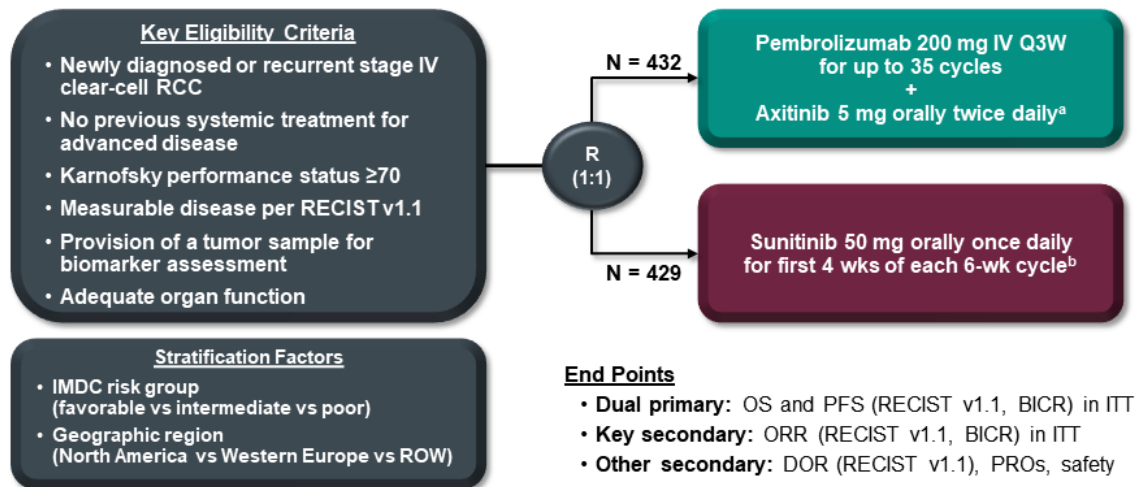 Key Eligibility Criteria
• Newly diagnosed or recurrent stage IV
clear-cell RCC
• No previous systemic treatment for
advanced disease
• Karnofsky performance status ≥70
• Measurable disease per RECIST v1.1
• Provision of a tumor sample for
biomarker assessment
• Adequate organ function
Stratification Factors
• IMDC risk group
(favorable vs intermediate vs poor)
• Geographic region
(North America vs Western Europe vs ROW)
R
(1:1)
N = 432
N = 429
Pembrolizumab 200 mg IV Q3W
for up to 35 cycles
+
Axitinib 5 mg orally twice dailyᵃ
Sunitinib 50 mg orally once daily
for first 4 wks of each 6-wk cycleᵇ
End Points
• Dual primary: OS and PFS (RECIST v1.1, BICR) in ITT
• Key secondary: ORR (RECIST v1.1, BICR) in ITT
• Other secondary: DOR (RECIST v1.1), PROs, safety